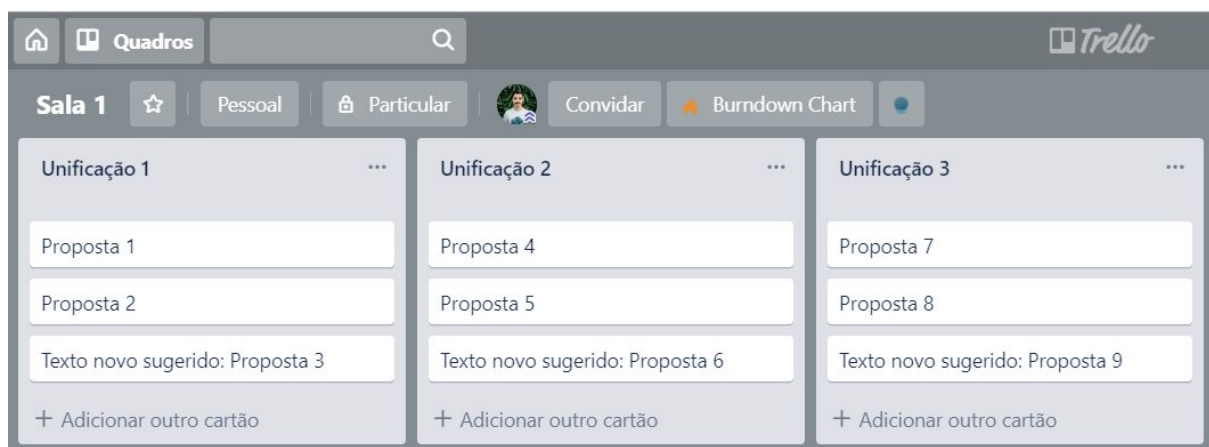 Quadros
Trello
Sala 1 Pessoal Particular Convidar Burndown Chart
Unificação 1
Proposta 1
Proposta 2
Texto novo sugerido: Proposta 3
+ Adicionar outro cartão
Unificação 2
Proposta 4
Proposta 5
Texto novo sugerido: Proposta 6
+ Adicionar outro cartão
Unificação 3
Proposta 7
Proposta 8
Texto novo sugerido: Proposta 9
+ Adicionar outro cartão